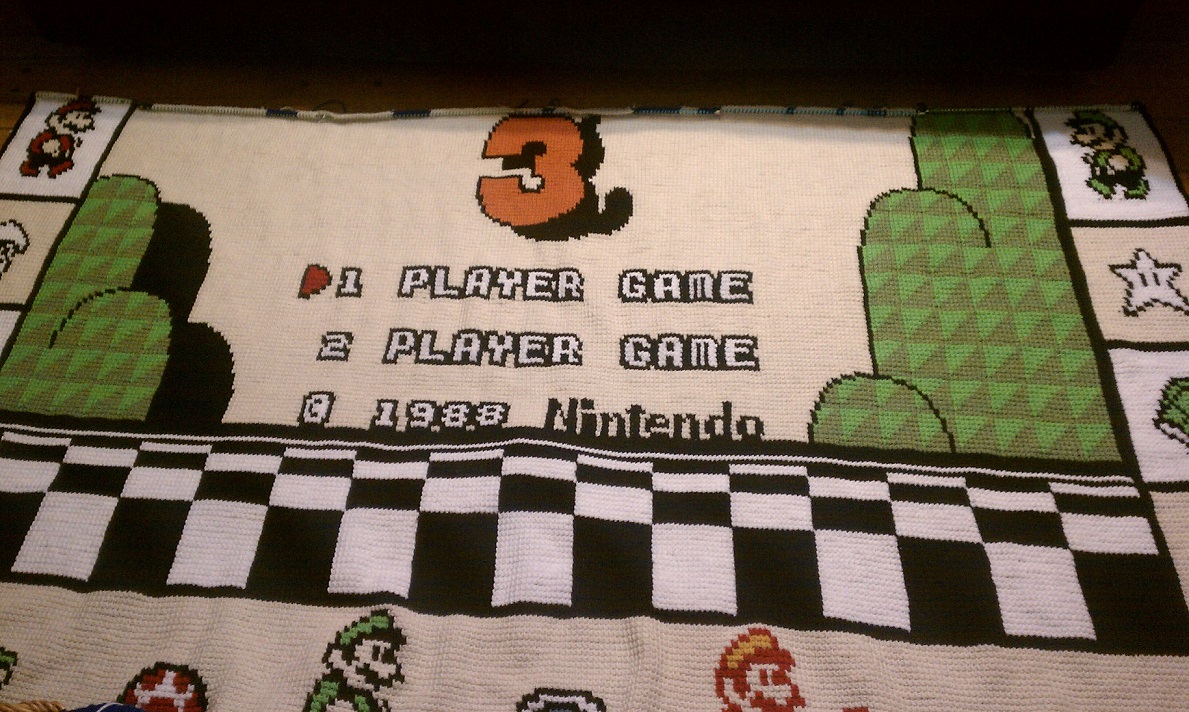 3
1 PLAYER GAME
2 PLAYER GAME
© 1988 Nintendo